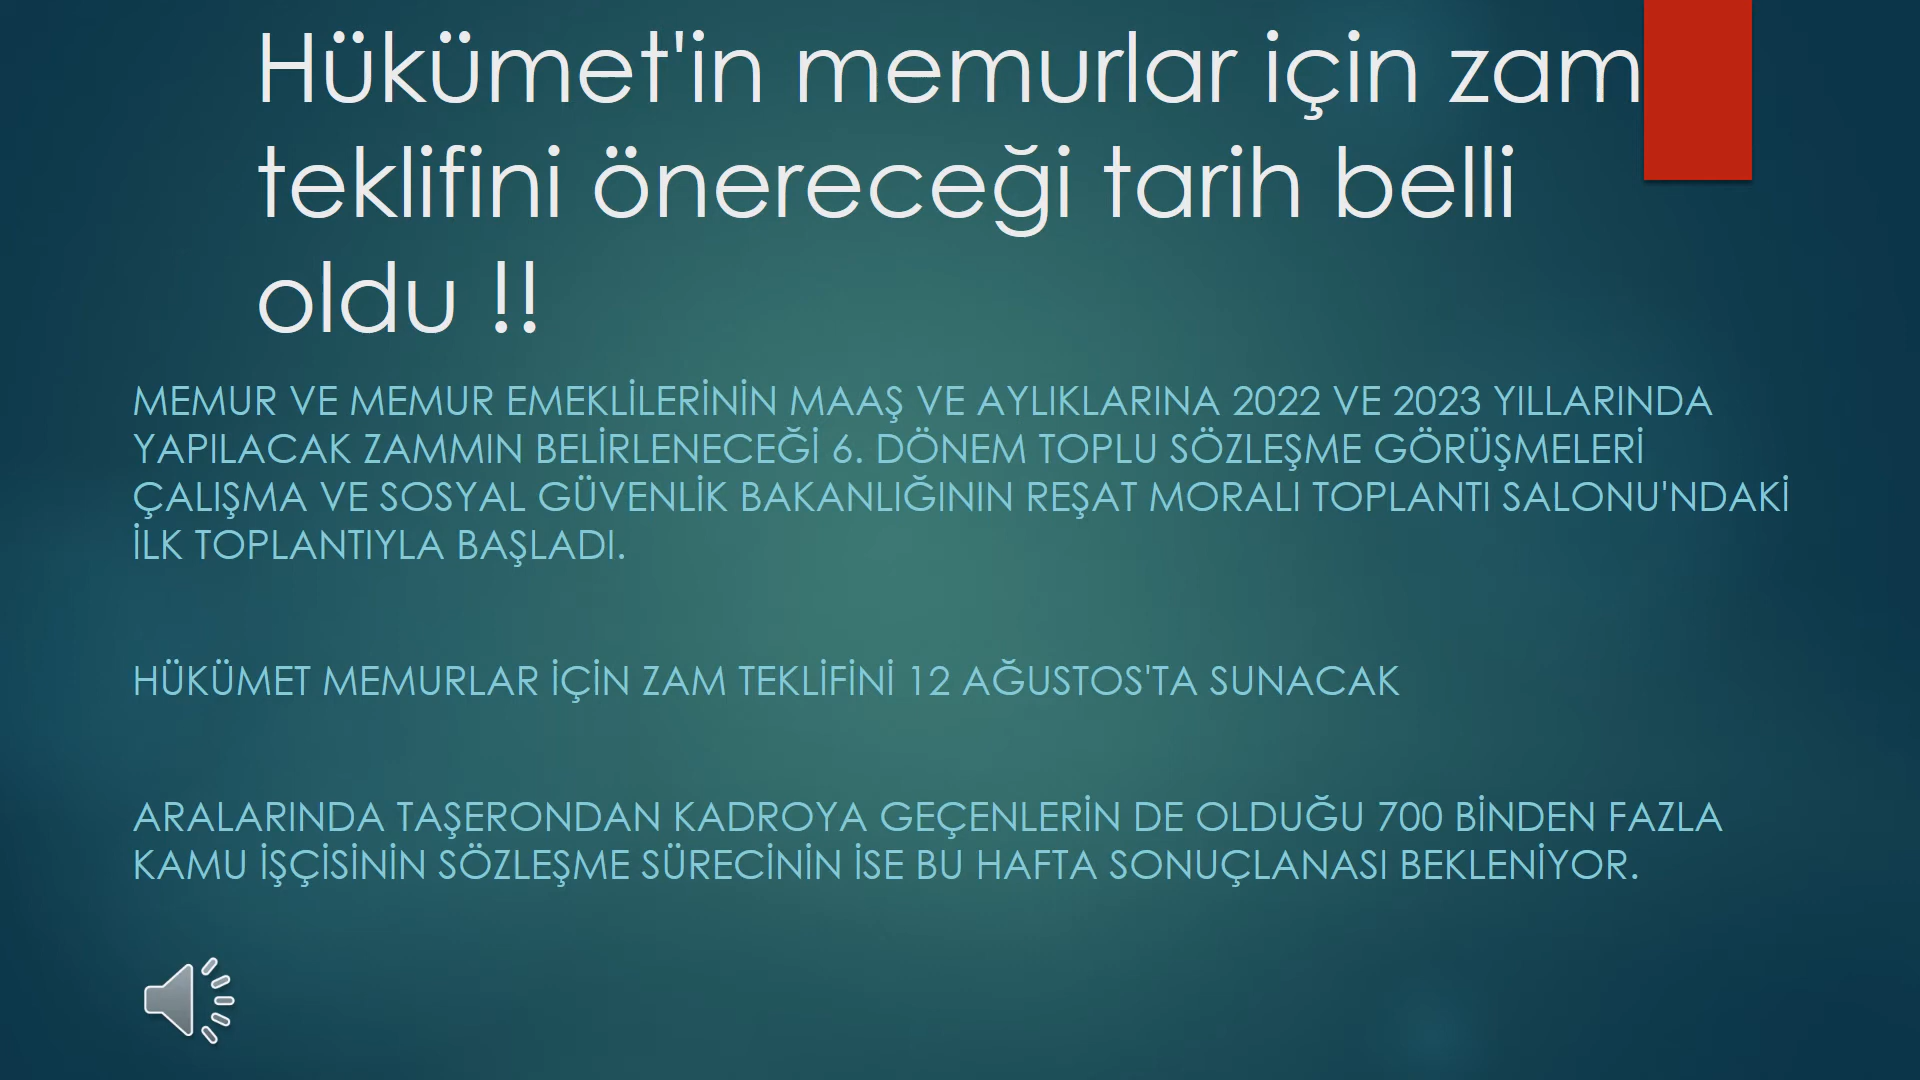 Hükümet'in memurlar için zam
teklifini önereceği tarih belli
oldu !!
MEMUR VE MEMUR EMEKLİLERİNİN MAAŞ VE AYLIKLARINA 2022 VE 2023 YILLARINDA
YAPILACAK ZAMMIN BELİRLENECEĞİ 6. DÖNEM TOPLU SÖZLEŞME GÖRÜŞMELERİ
ÇALIŞMA VE SOSYAL GÜVENLİK BAKANLIĞININ REŞAT MORALI TOPLANTI SALONU'NDAKİ
İLK TOPLANTIYLA BAŞLADI.
HÜKÜMET MEMURLAR İÇİN ZAM TEKLİFİNİ 12 AĞUSTOS'TA SUNACAK
ARALARINDA TAŞERONDAN KADROYA GEÇENLERİN DE OLDUĞU 700 BİNDEN FAZLA
KAMU İŞÇİSİNİN SÖZLEŞME SÜRECİNİN İSE BU HAFTA SONUÇLANASI BEKLENİYOR.